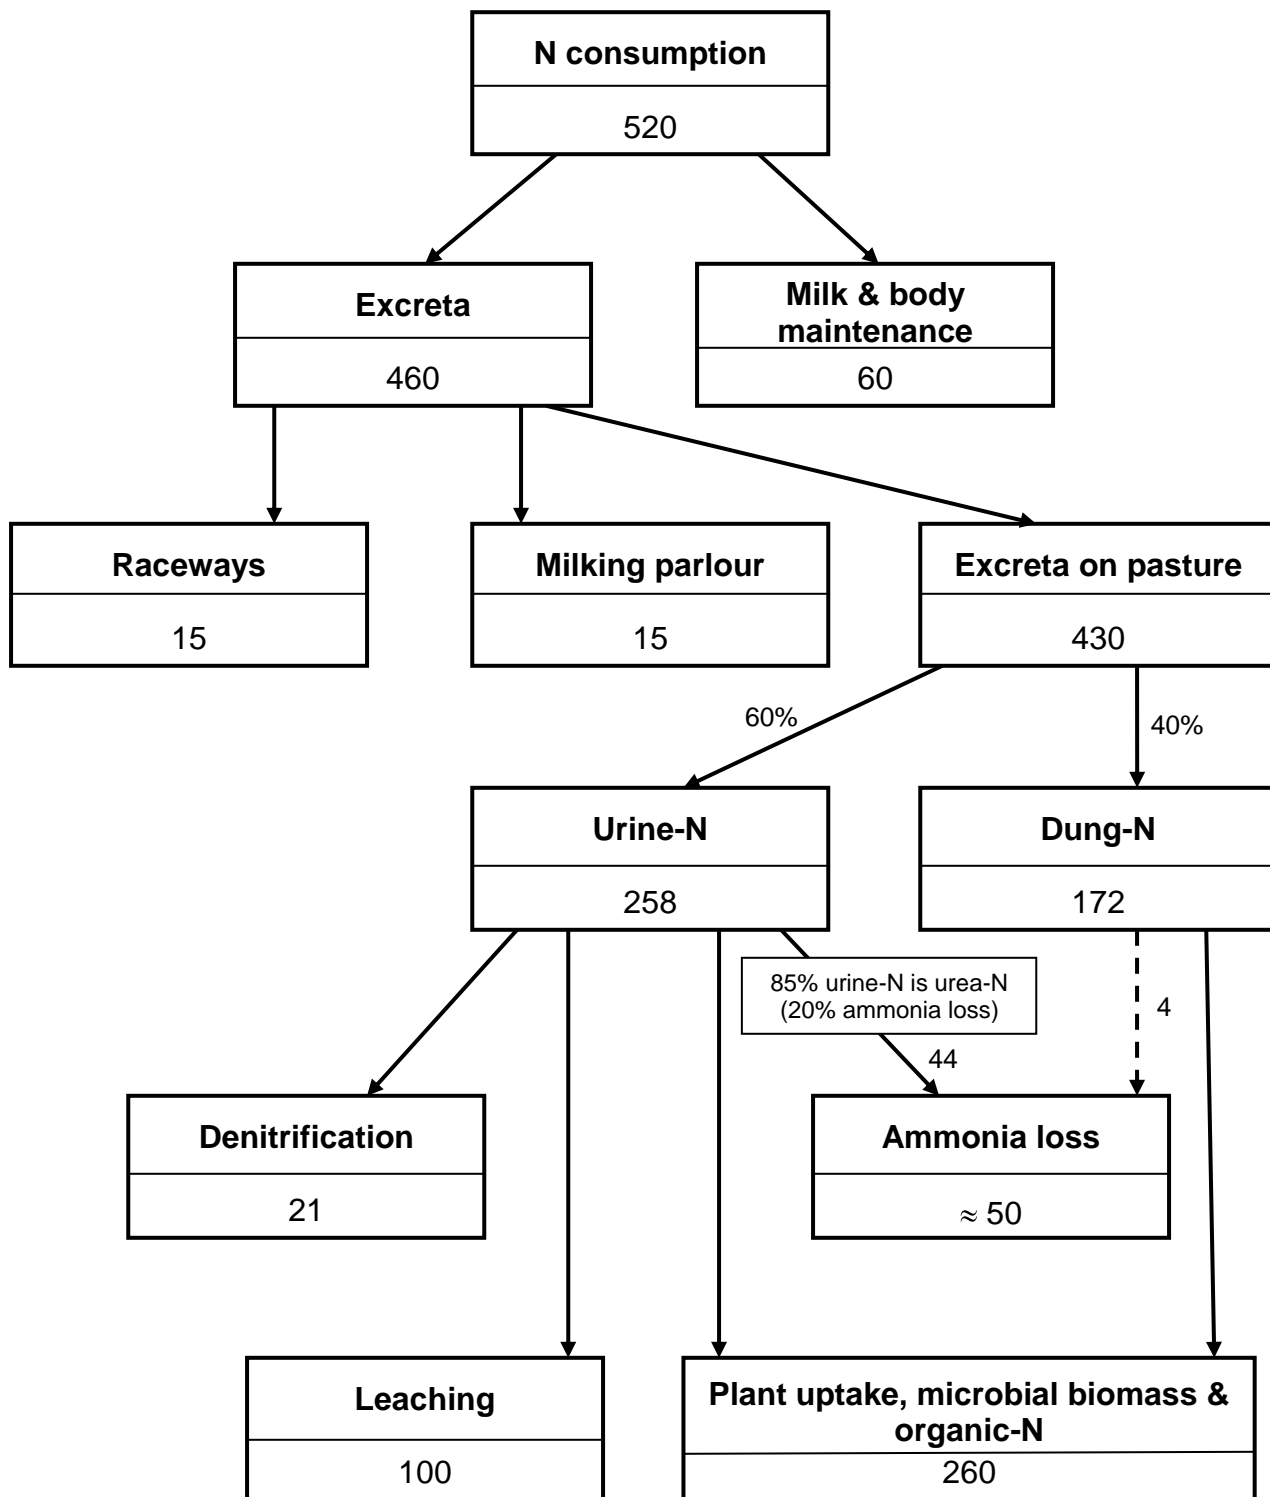 N consumption
520
Excreta
460
Milk & body
maintenance
60
Raceways
15
Milking parlour
15
Excreta on pasture
430
60%
40%
Urine-N
258
Dung-N
172
85% urine-N is urea-N
(20% ammonia loss)
44
4
Denitrification
21
Ammonia loss
≈ 50
Leaching
100
Plant uptake, microbial biomass &
organic-N
260